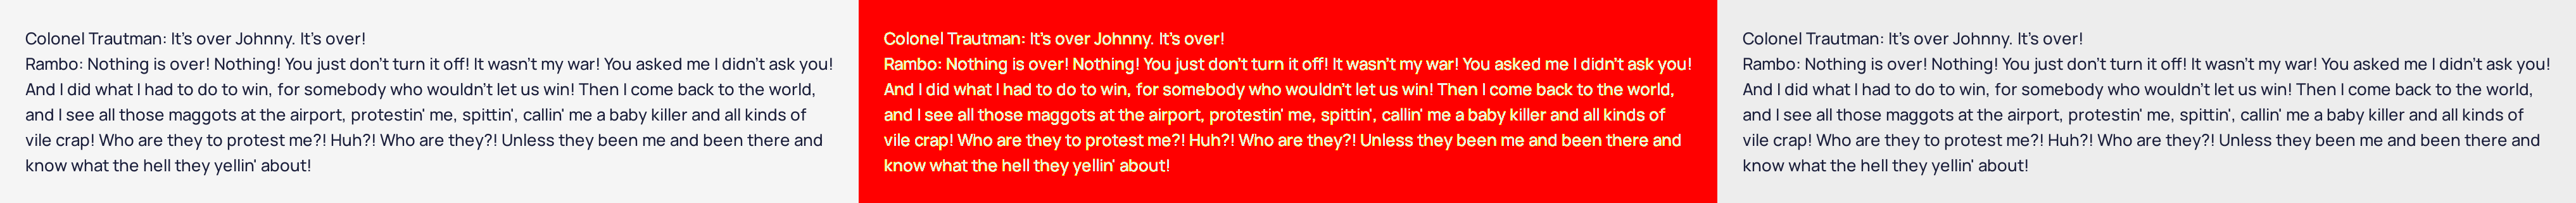 Colonel Trautman: It's over Johnny. It's over!
Rambo: Nothing is over! Nothing! You just don't turn it off! It wasn't my war! You asked me I didn't ask you!
And I did what I had to do to win, for somebody who wouldn't let us win! Then I come back to the world,
and I see all those maggots at the airport, protestin' me, spittin', callin' me a baby killer and all kinds of
vile crap! Who are they to protest me?! Huh?! Who are they?! Unless they been me and been there and
know what the hell they yellin' about!
Colonel Trautman: It's over Johnny. It's over!
Rambo: Nothing is over! Nothing! You just don't turn it off! It wasn't my war! You asked me I didn't ask you!
And I did what I had to do to win, for somebody who wouldn't let us win! Then I come back to the world,
and I see all those maggots at the airport, protestin' me, spittin', callin' me a baby killer and all kinds of
vile crap! Who are they to protest me?! Huh?! Who are they?! Unless they been me and been there and
know what the hell they yellin' about!
Colonel Trautman: It's over Johnny. It's over!
Rambo: Nothing is over! Nothing! You just don't turn it off! It wasn't my war! You asked me I didn't ask you!
And I did what I had to do to win, for somebody who wouldn't let us win! Then I come back to the world,
and I see all those maggots at the airport, protestin' me, spittin', callin' me a baby killer and all kinds of
vile crap! Who are they to protest me?! Huh?! Who are they?! Unless they been me and been there and
know what the hell they yellin' about!